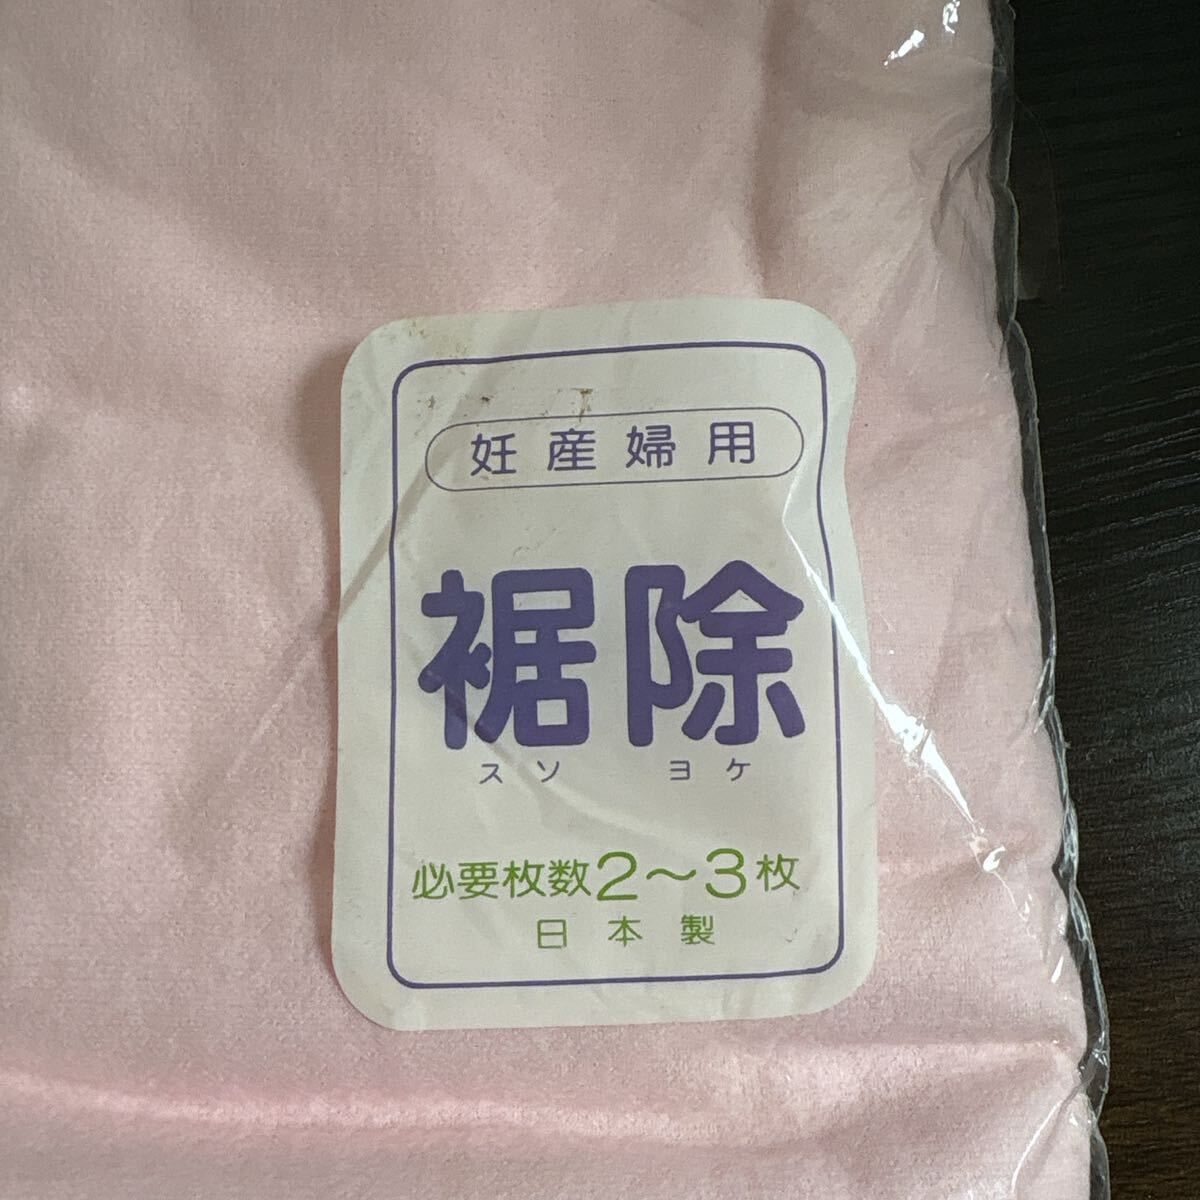 妊産婦用
裾除
スソ ヨケ
必要枚数2〜3枚
日本製